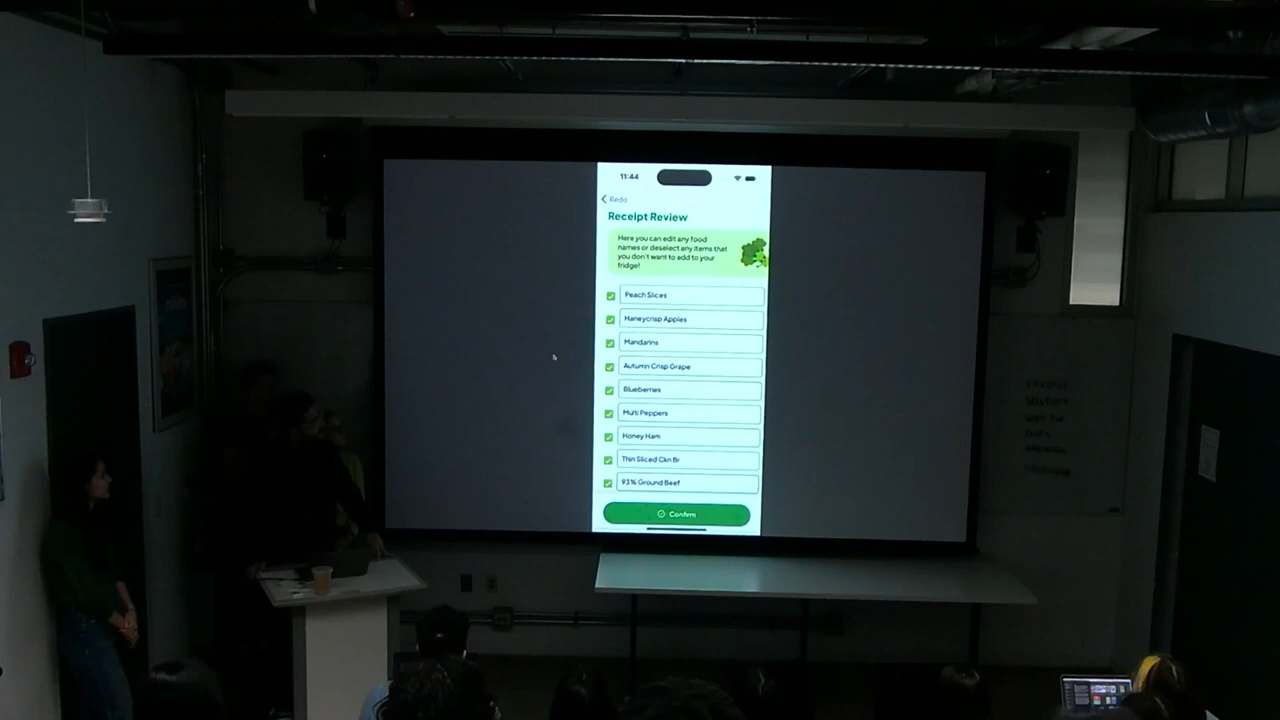 11:44
Redo
Receipt Review
Here you can edit any food
names or deselect any items that
you don't want to add to your
fridge!
Peach Slices
Honeycrisp Apples
Mandarins
Autumn Crisp Grape
Blueberries
Multi Peppers
Honey Ham
Thin Sliced Ckn Br
93% Ground Beef
Confirm